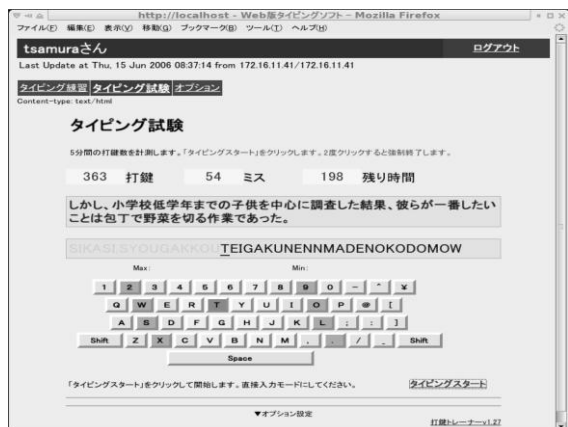 http://localhost - Web版タイピングソフト - Mozilla Firefox
ファイル(F) 編集(E) 表示(V) 移動(G) ブックマーク(B) ツール(T) ヘルプ(H)
tsamuraさん ログアウト
Last Update at Thu, 15 Jun 2006 08:37:14 from 172.16.11.41/172.16.11.41
タイピング練習 タイピング試験 オプション
Content-type: text/html
タイピング試験
5分間の打鍵数を計測します。「タイピングスタート」をクリックします。2度クリックすると強制終了します。
363 打鍵 54 ミス 198 残り時間
しかし、小学校低学年までの子供を中心に調査した結果、彼らが一番したい
ことは包丁で野菜を切る作業であった。
SIKASI,SYOUGAKKOUTEIGAKUNENNMADENOKODOMOW
Max: Min:
1 2 3 4 5 6 7 8 9 0 - ^ ¥
Q W E R T Y U I O P @ [
A S D F G H J K L ; : ]
Shift Z X C V B N M , . / _ Shift
Space
「タイピングスタート」をクリックして開始します。直接入力モードにしてください。 タイピングスタート
▼オプション設定
打鍵トレーナーv1.27